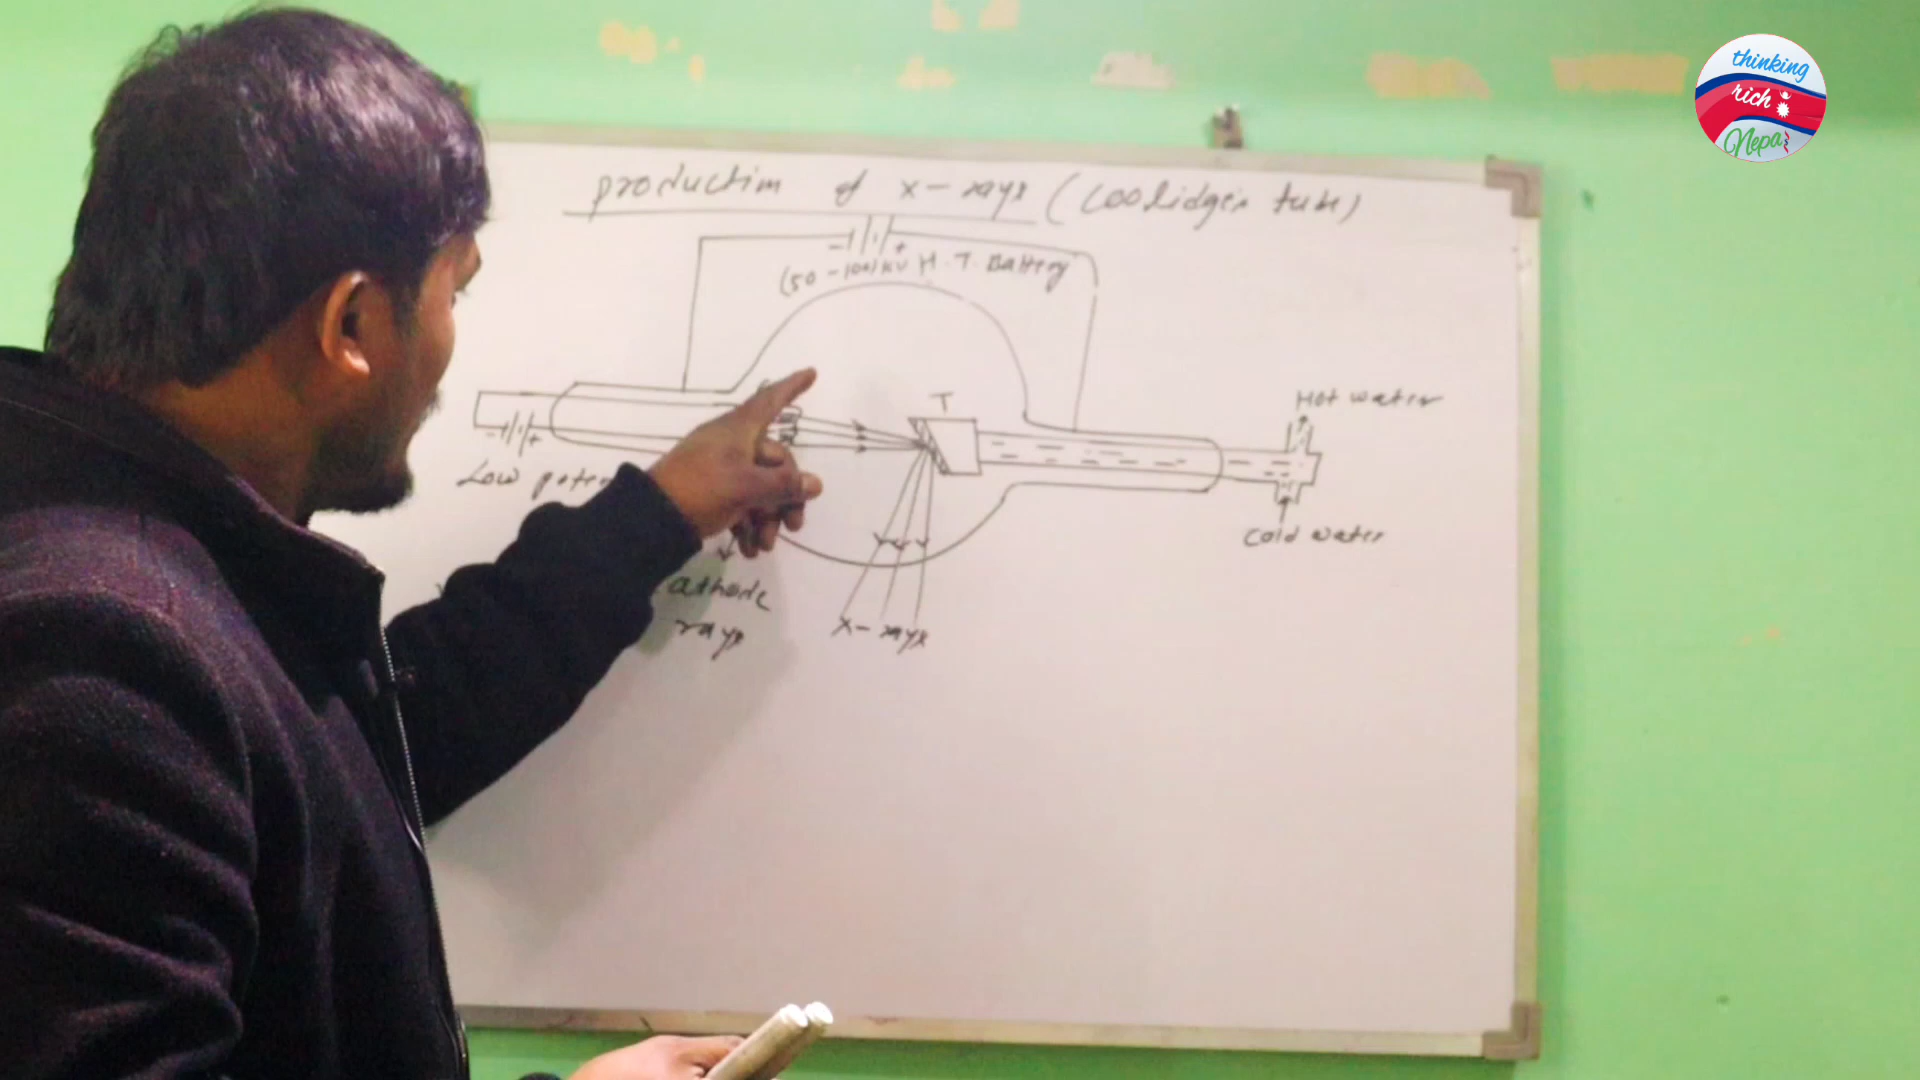 production of x-rays (Coolidge's tube)
- +
(50-100)KV H.T. Battery
T
Hot water
- +
Low
Cold water
cathode
rays
x-rays
thinking
rich
Nepal